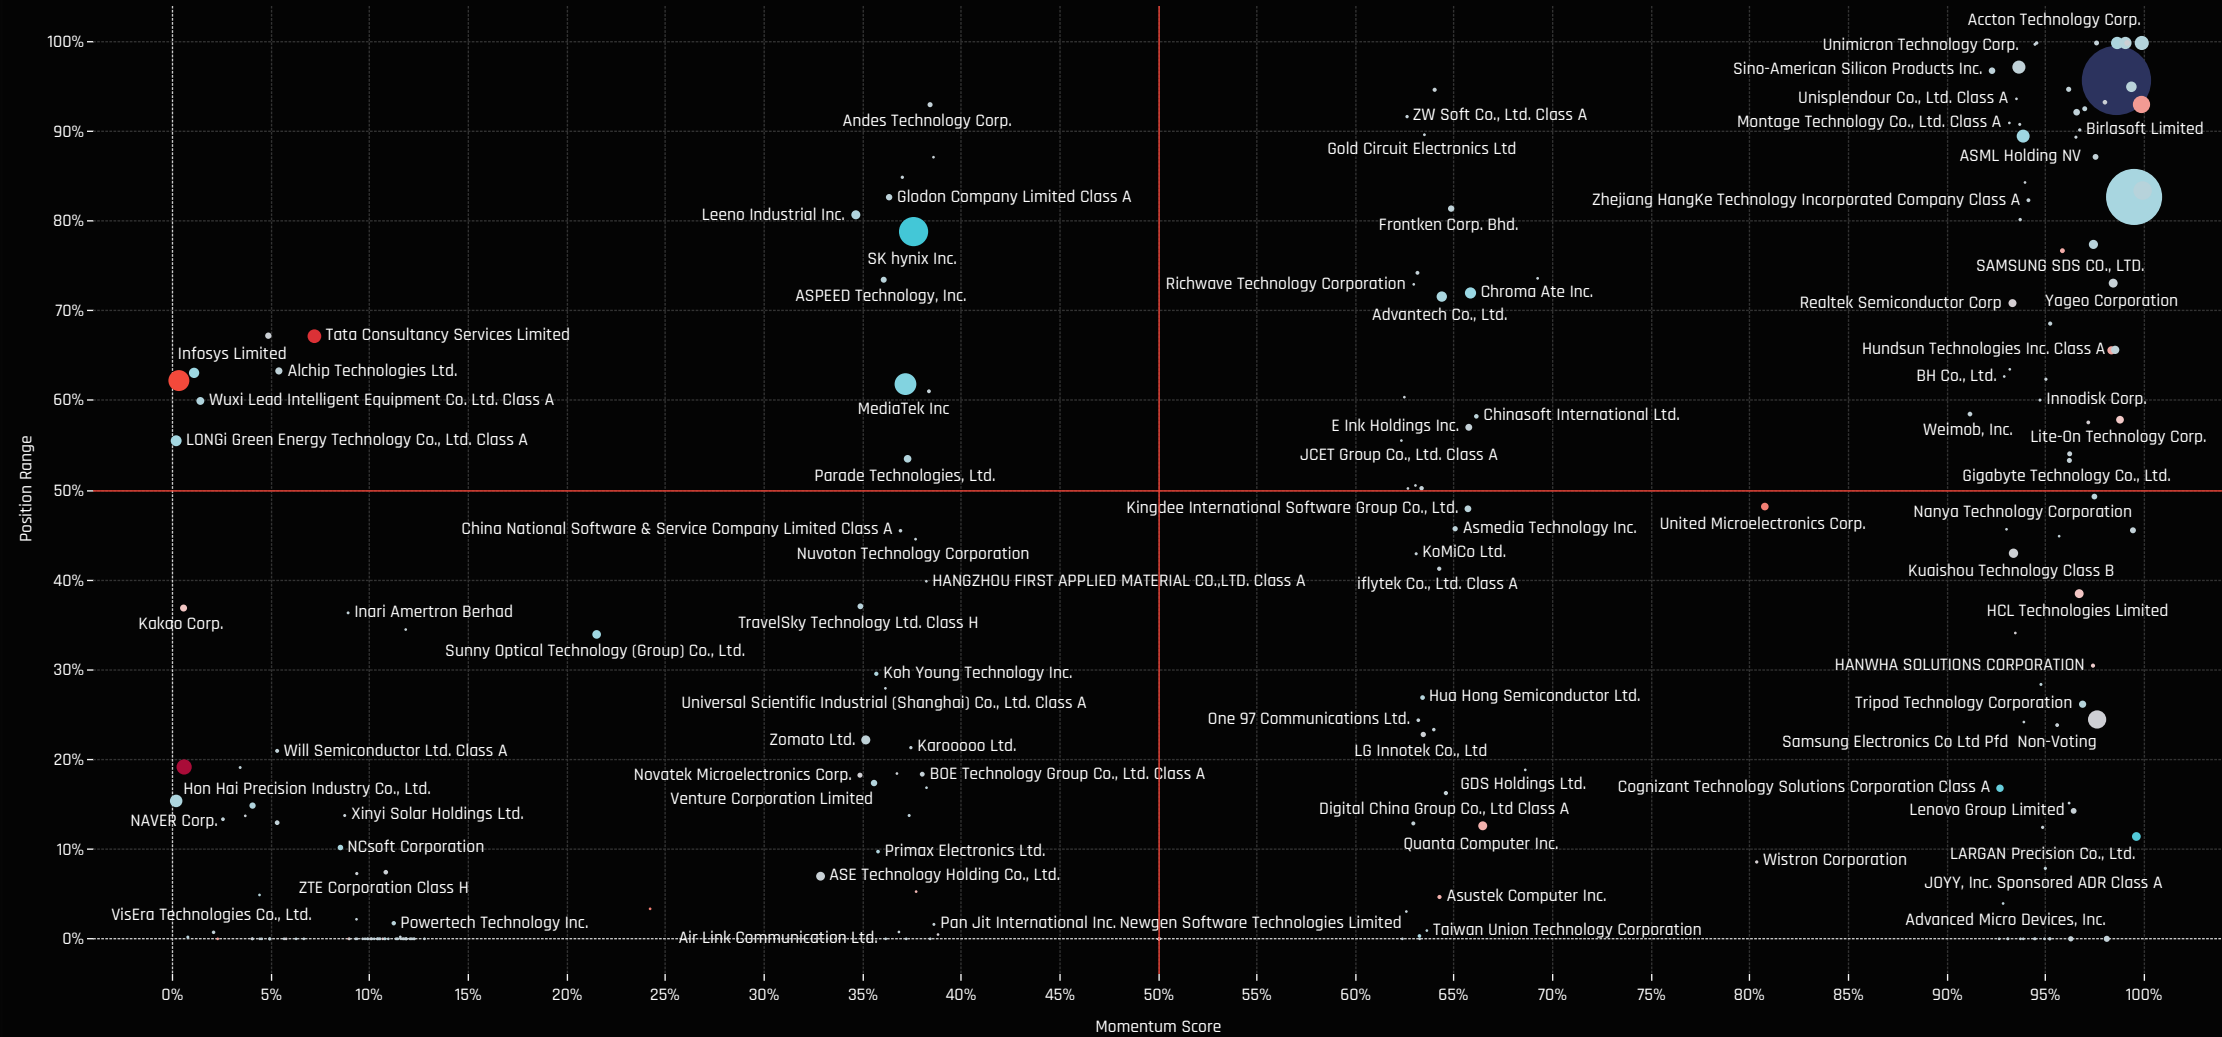 Accton Technology Corp.
100%
Unimicron Technology Corp.
Sino-American Silicon Products Inc.
Unisplendour Co., Ltd. Class A
Andes Technology Corp.
ZW Soft Co., Ltd. Class A
Montage Technology Co., Ltd. Class A
90%
Birlasoft Limited
Gold Circuit Electronics Ltd
ASML Holding NV
Glodon Company Limited Class A
Zhejiang HangKe Technology Incorporated Company Class A
Leeno Industrial Inc.
80%
Frontken Corp. Bhd.
SK hynix Inc.
SAMSUNG SDS CO., LTD.
ASPEED Technology, Inc.
Richwave Technology Corporation
Chroma Ate Inc.
Realtek Semiconductor Corp
Yageo Corporation
70%
Advantech Co., Ltd.
Tata Consultancy Services Limited
Infosys Limited
Hundsun Technologies Inc. Class A
Alchip Technologies Ltd.
BH Co., Ltd.
60%
Wuxi Lead Intelligent Equipment Co. Ltd. Class A
Innodisk Corp.
MediaTek Inc
Chinasoft International Ltd.
E Ink Holdings Inc.
Weimob, Inc.
LONGi Green Energy Technology Co., Ltd. Class A
Lite-On Technology Corp.
JCET Group Co., Ltd. Class A
Parade Technologies, Ltd.
Gigabyte Technology Co., Ltd.
50%
Position Range
Kingdee International Software Group Co., Ltd.
Nanya Technology Corporation
China National Software & Service Company Limited Class A
Asmedia Technology Inc.
United Microelectronics Corp.
Nuvoton Technology Corporation
KoMiCo Ltd.
Kuaishou Technology Class B
40%
HANGZHOU FIRST APPLIED MATERIAL CO.,LTD. Class A
iflytek Co., Ltd. Class A
Inari Amertron Berhad
HCL Technologies Limited
Kakao Corp.
TravelSky Technology Ltd. Class H
Sunny Optical Technology (Group) Co., Ltd.
30%
Koh Young Technology Inc.
HANWHA SOLUTIONS CORPORATION
Universal Scientific Industrial (Shanghai) Co., Ltd. Class A
Hua Hong Semiconductor Ltd.
Tripod Technology Corporation
One 97 Communications Ltd.
Zomato Ltd.
Karooooo Ltd.
Will Semiconductor Ltd. Class A
LG Innotek Co., Ltd
Samsung Electronics Co Ltd Pfd Non-Voting
20%
Novatek Microelectronics Corp.
BOE Technology Group Co., Ltd. Class A
Hon Hai Precision Industry Co., Ltd.
Venture Corporation Limited
GDS Holdings Ltd.
Cognizant Technology Solutions Corporation Class A
NAVER Corp.
Xinyi Solar Holdings Ltd.
Digital China Group Co., Ltd Class A
Lenovo Group Limited
10%
NCsoft Corporation
Primax Electronics Ltd.
Quanta Computer Inc.
Wistron Corporation
LARGAN Precision Co., Ltd.
ZTE Corporation Class H
ASE Technology Holding Co., Ltd.
Asustek Computer Inc.
JOYY, Inc. Sponsored ADR Class A
VisEra Technologies Co., Ltd.
Powertech Technology Inc.
Pan Jit International Inc.
Newgen Software Technologies Limited
Taiwan Union Technology Corporation
Advanced Micro Devices, Inc.
0%
Air Link Communication Ltd.
0% 5% 10% 15% 20% 25% 30% 35% 40% 45% 50% 55% 60% 65% 70% 75% 80% 85% 90% 95% 100%
Momentum Score